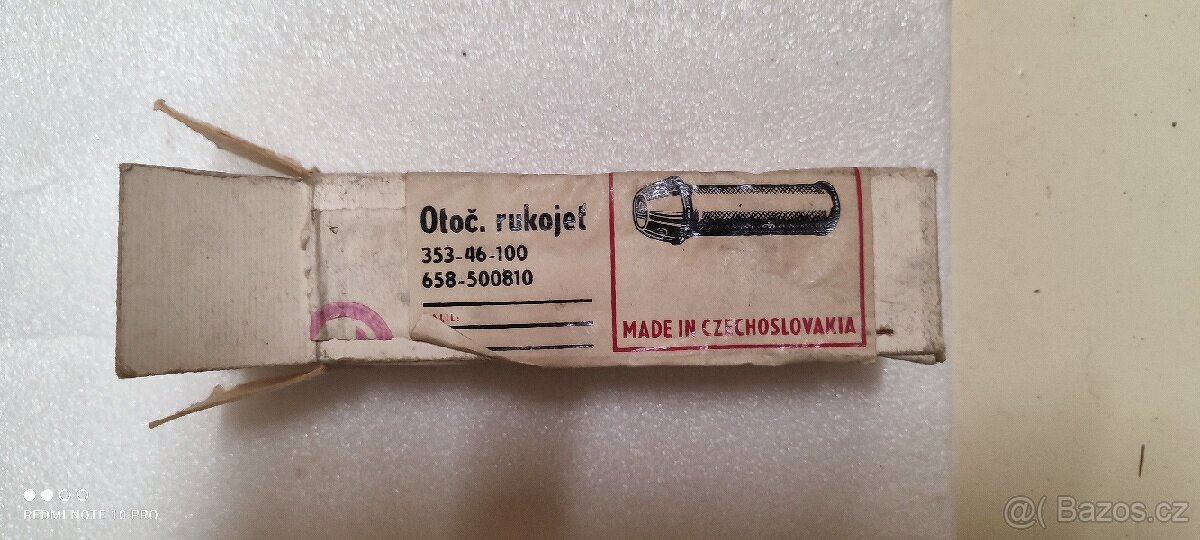 Otoč. rukojeť
353-46-100
658-500810
MADE IN CZECHOSLOVAKIA
REDMI NOTE 10 PRO
@( Bazos.cz